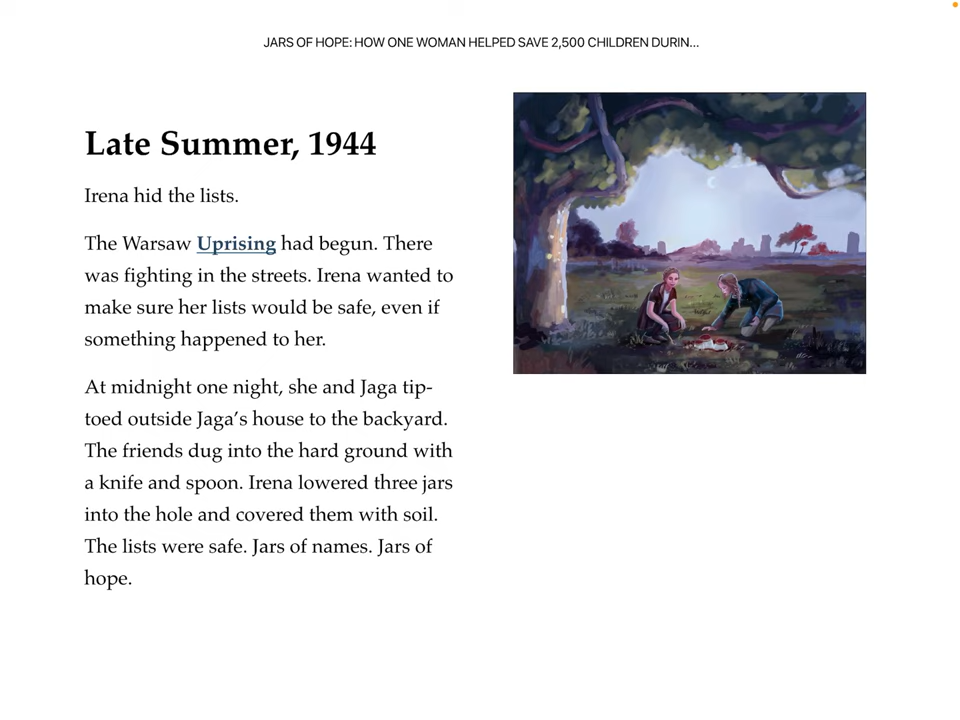 JARS OF HOPE: HOW ONE WOMAN HELPED SAVE 2,500 CHILDREN DURIN...
Late Summer, 1944
Irena hid the lists.
The Warsaw Uprising had begun. There
was fighting in the streets. Irena wanted to
make sure her lists would be safe, even if
something happened to her.
At midnight one night, she and Jaga tip-
toed outside Jaga’s house to the backyard.
The friends dug into the hard ground with
a knife and spoon. Irena lowered three jars
into the hole and covered them with soil.
The lists were safe. Jars of names. Jars of
hope.